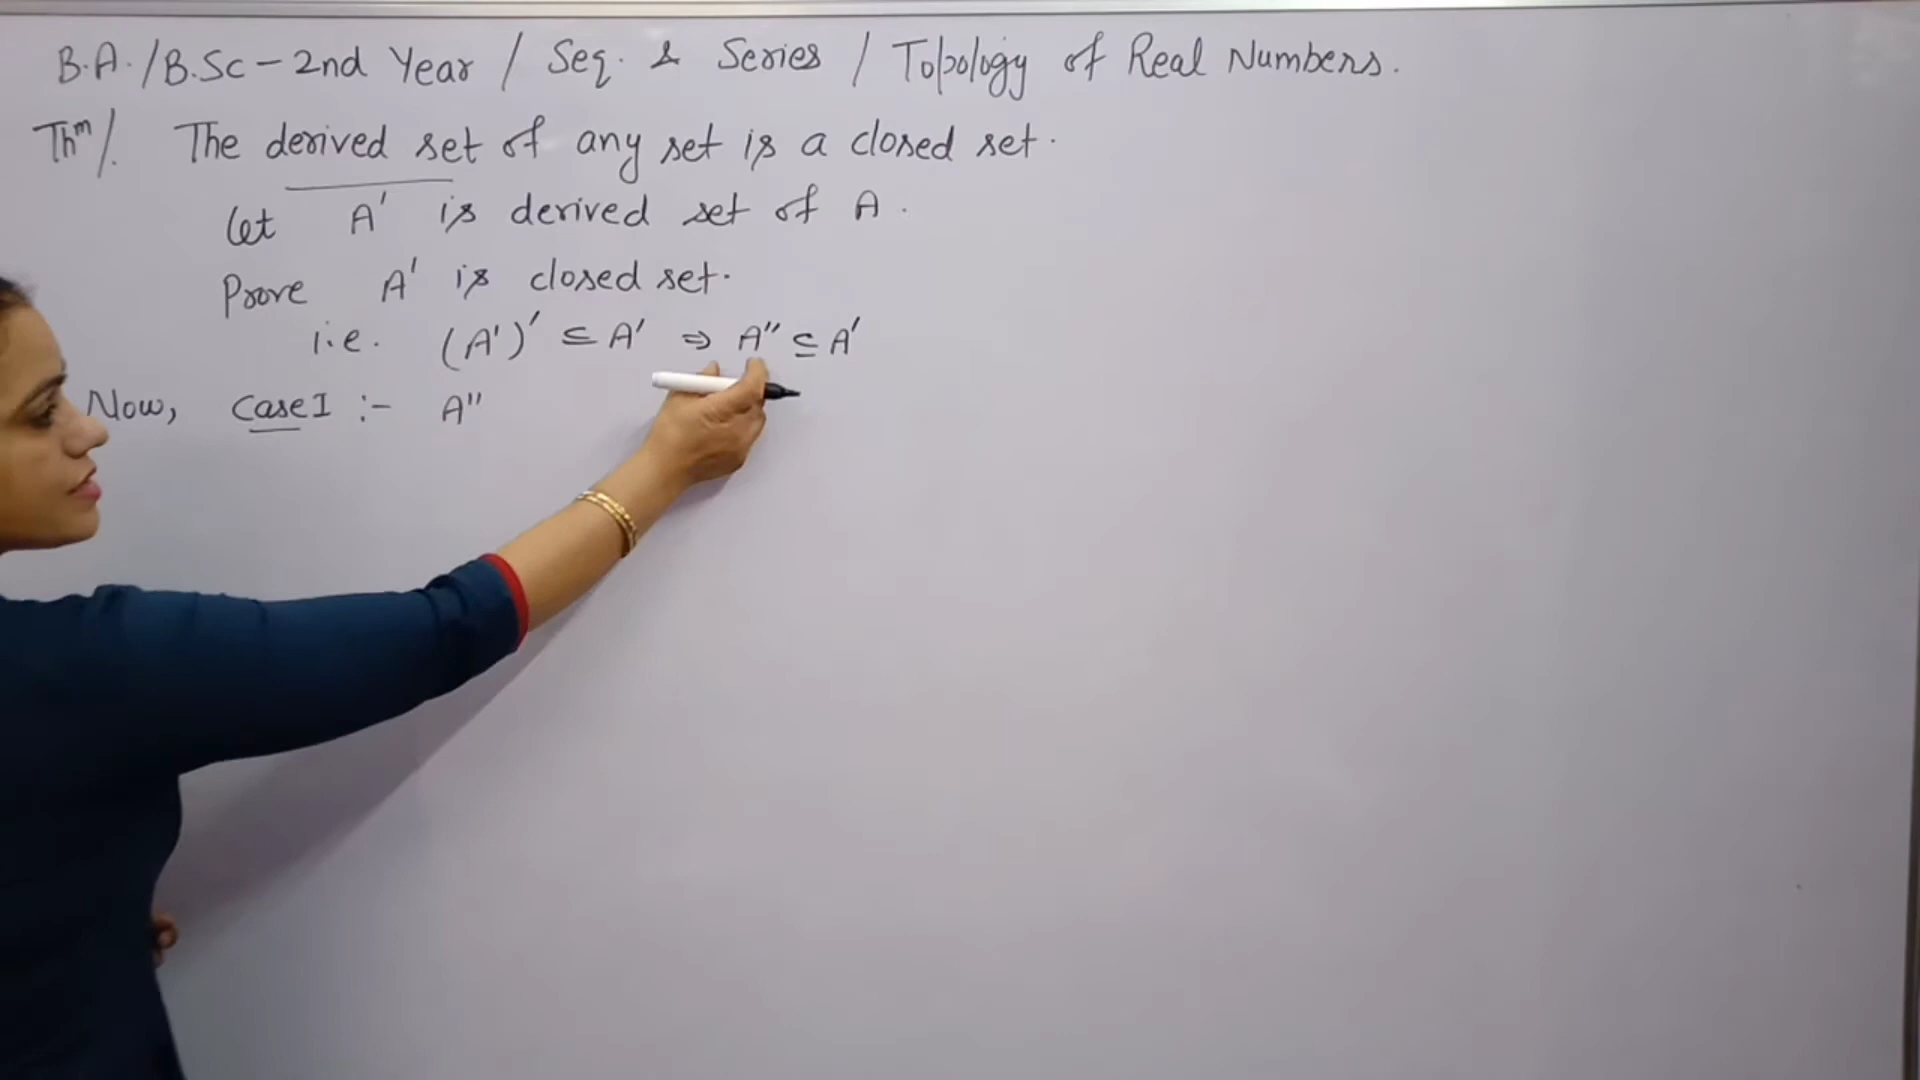 B.A./B.Sc - 2nd Year / Seq. & Series / Topology of Real Numbers.
Thᵐ/. The derived set of any set is a closed set.
Let A' is derived set of A.
Prove A' is closed set.
i.e. (A')' ⊆ A' ⇒ A'' ⊆ A'
Now, Case I :- A''